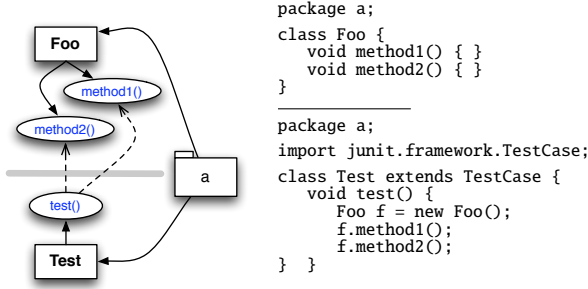 Foo
method1()
method2()
a
test()
Test
package a;
class Foo {
   void method1() { }
   void method2() { }
}
package a;
import junit.framework.TestCase;
class Test extends TestCase {
   void test() {
      Foo f = new Foo();
      f.method1();
      f.method2();
}  }